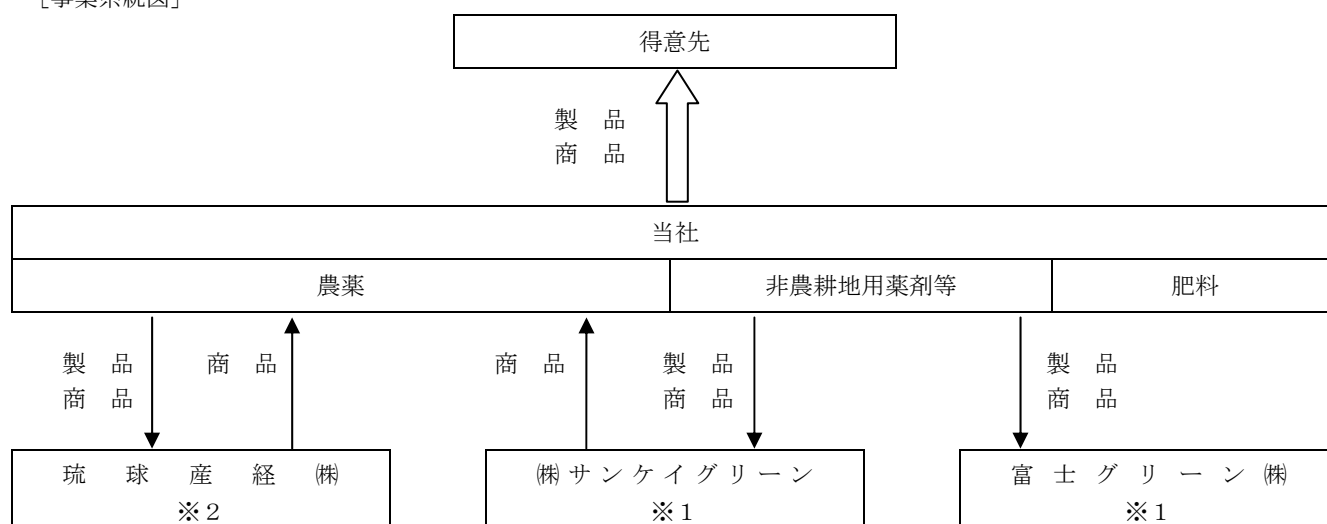 ［事業系統図］
得意先
製　品
商　品
当社
農薬　非農耕地用薬剤等　肥料
製　品　商　品　商　品　製　品　製　品
商　品　商　品　商　品
琉　球　産　経　㈱　㈱サンケイグリーン　富士グリーン㈱
※２　※１　※１